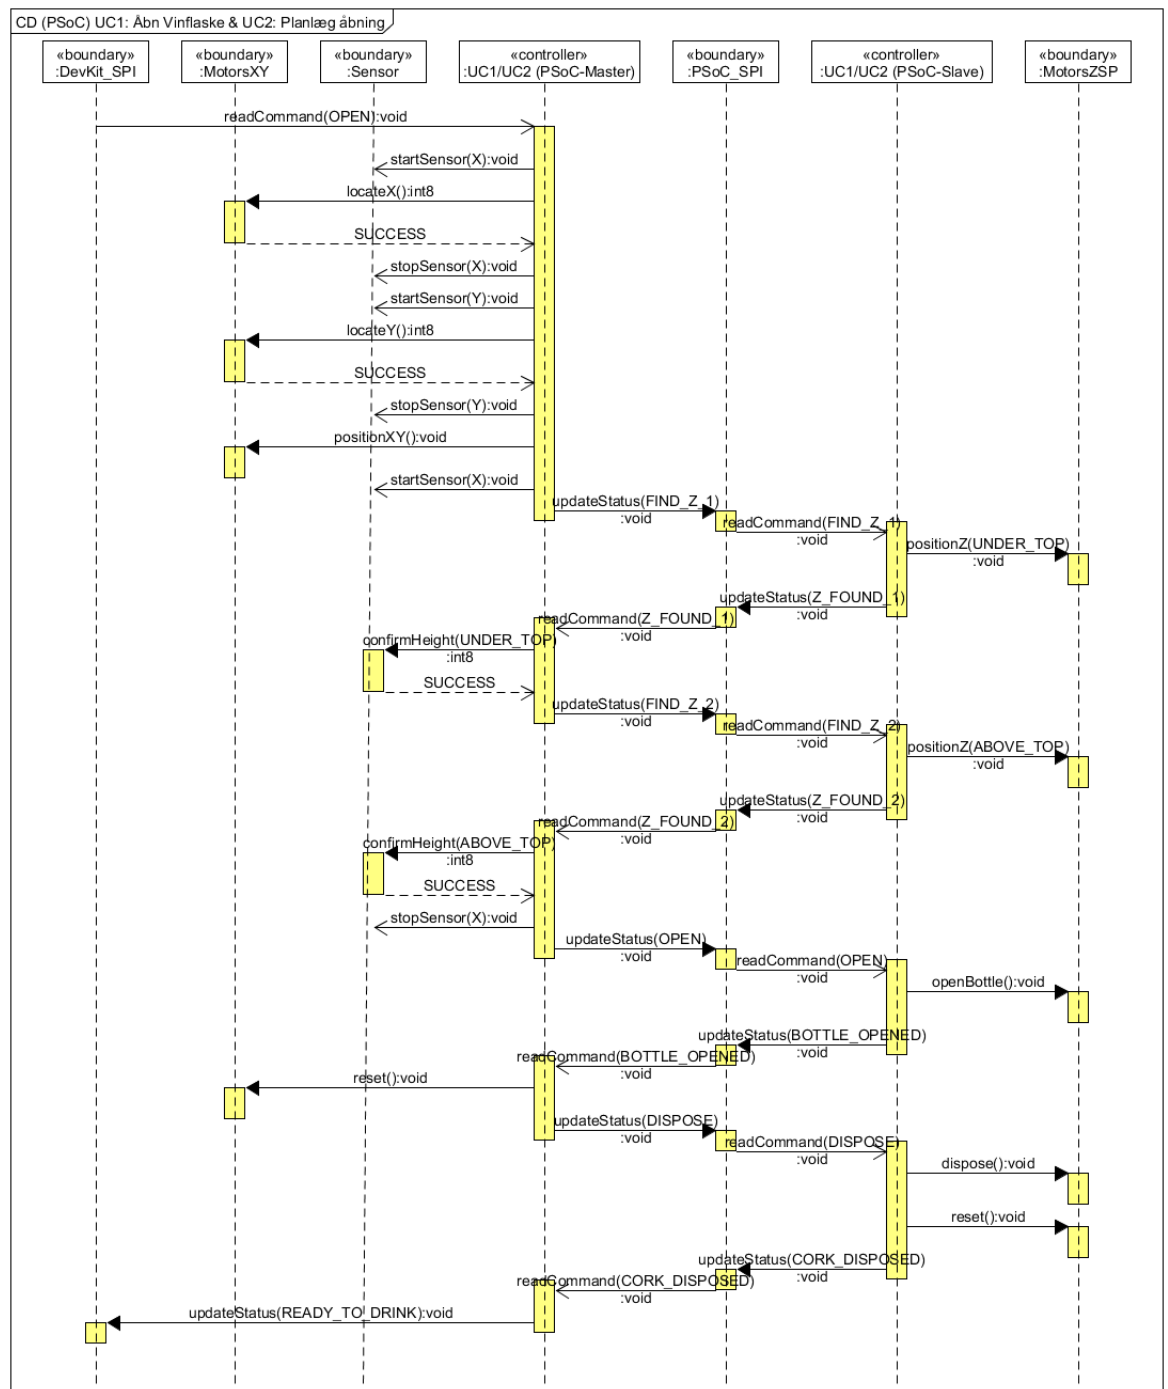 CD (PSoC) UC1: Åbn Vinflaske & UC2: Planlæg åbning
«boundary»
:DevKit_SPI
«boundary»
:MotorsXY
«boundary»
:Sensor
«controller»
:UC1/UC2 (PSoC-Master)
«boundary»
:PSoC_SPI
«controller»
:UC1/UC2 (PSoC-Slave)
«boundary»
:MotorsZSP
readCommand(OPEN):void
startSensor(X):void
locateX():int8
SUCCESS
stopSensor(X):void
startSensor(Y):void
locateY():int8
SUCCESS
stopSensor(Y):void
positionXY():void
startSensor(X):void
updateStatus(FIND_Z_1)
:void
readCommand(FIND_Z_1)
:void
positionZ(UNDER_TOP)
:void
updateStatus(Z_FOUND_1)
:void
readCommand(Z_FOUND_1)
:void
confirmHeight(UNDER_TOP)
:int8
SUCCESS
updateStatus(FIND_Z_2)
:void
readCommand(FIND_Z_2)
:void
positionZ(ABOVE_TOP)
:void
updateStatus(Z_FOUND_2)
:void
readCommand(Z_FOUND_2)
:void
confirmHeight(ABOVE_TOP)
:int8
SUCCESS
stopSensor(X):void
updateStatus(OPEN)
:void
readCommand(OPEN)
:void
openBottle():void
updateStatus(BOTTLE_OPENED)
:void
readCommand(BOTTLE_OPENED)
:void
reset():void
updateStatus(DISPOSE)
:void
readCommand(DISPOSE)
:void
dispose():void
reset():void
updateStatus(CORK_DISPOSED)
:void
readCommand(CORK_DISPOSED)
:void
updateStatus(READY_TO_DRINK):void